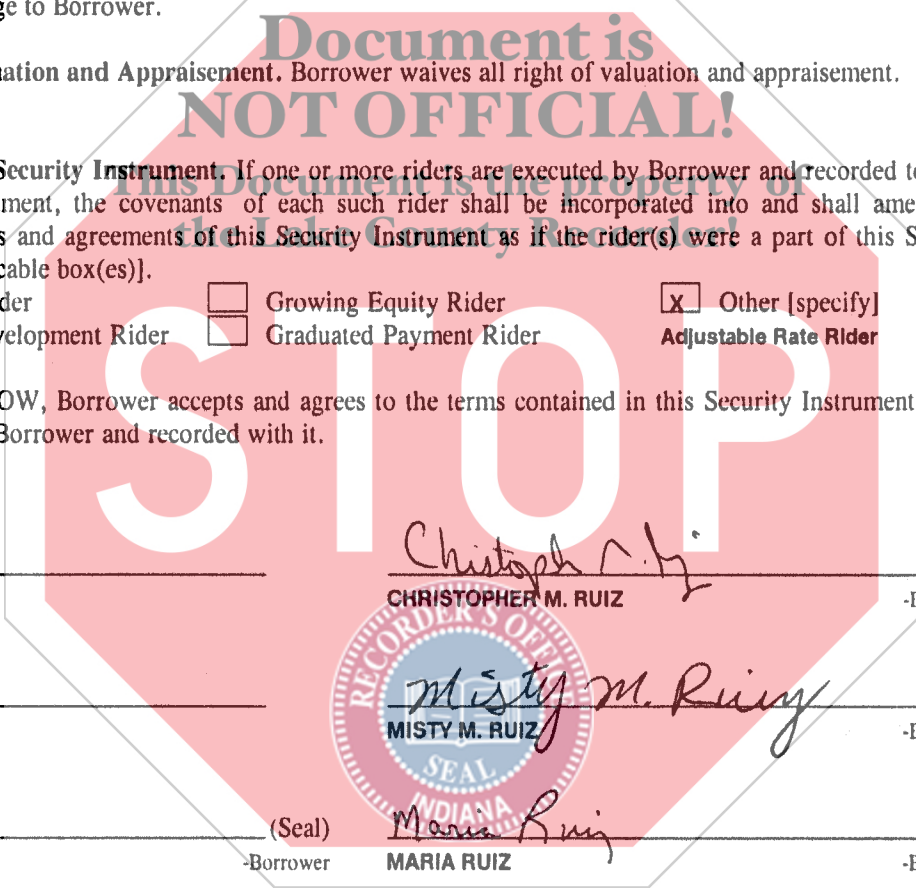 ge to Borrower.
Document is
ation and Appraisement. Borrower waives all right of valuation and appraisement.
NOT OFFICIAL!
Security Instrument. If one or more riders are executed by Borrower and recorded to
This Document is the property of
ment, the covenants of each such rider shall be incorporated into and shall ame
s and agreements of this Security Instrument as if the rider(s) were a part of this S
the Lake County Recorder!
cable box(es)].
der Growing Equity Rider X Other [specify]
velopment Rider Graduated Payment Rider Adjustable Rate Rider
STOP
OW, Borrower accepts and agrees to the terms contained in this Security Instrument
Borrower and recorded with it.
CHRISTOPHER M. RUIZ -B
RECORDER'S OFFICE
Misty M. Ruiz
MISTY M. RUIZ -B
SEAL
INDIANA
(Seal) Maria Ruiz
-Borrower MARIA RUIZ -B